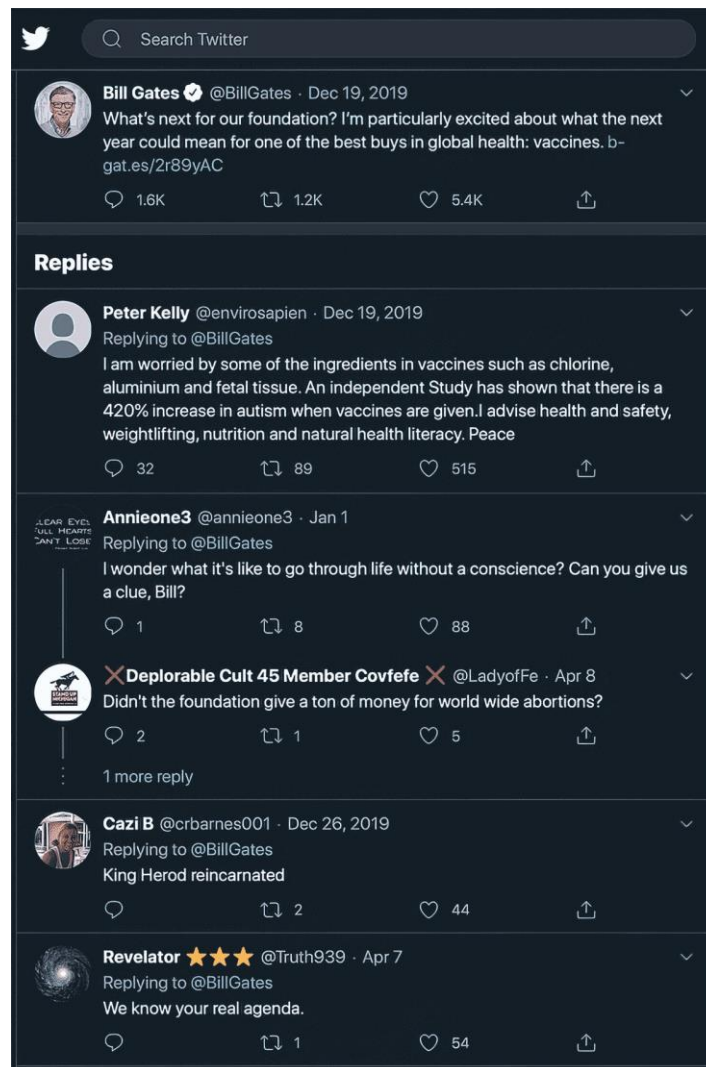 Search Twitter
Bill Gates @BillGates · Dec 19, 2019
What's next for our foundation? I'm particularly excited about what the next
year could mean for one of the best buys in global health: vaccines. b-
gat.es/2r89yAC
1.6K 1.2K 5.4K
Replies
Peter Kelly @envirosapien · Dec 19, 2019
Replying to @BillGates
I am worried by some of the ingredients in vaccines such as chlorine,
aluminium and fetal tissue. An independent Study has shown that there is a
420% increase in autism when vaccines are given.I advise health and safety,
weightlifting, nutrition and natural health literacy. Peace
32 89 515
Annieone3 @annieone3 · Jan 1
CLEAR EYES
FULL HEARTS
CAN'T LOSE
Replying to @BillGates
I wonder what it's like to go through life without a conscience? Can you give us
a clue, Bill?
1 8 88
❌Deplorable Cult 45 Member Covfefe ❌ @LadyofFe · Apr 8
STAND UP
MICHIGAN
Didn't the foundation give a ton of money for world wide abortions?
2 1 5
1 more reply
Cazi B @crbarnes001 · Dec 26, 2019
Replying to @BillGates
King Herod reincarnated
2 44
Revelator ⭐⭐⭐ @Truth939 · Apr 7
Replying to @BillGates
We know your real agenda.
1 54